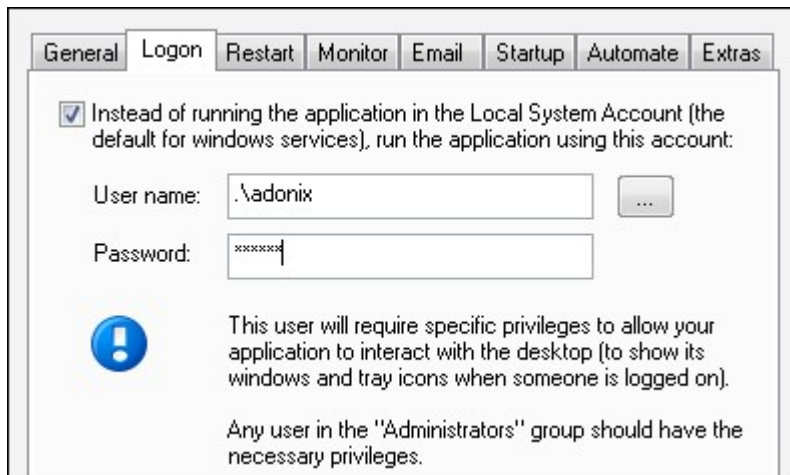 General Logon Restart Monitor Email Startup Automate Extras
Instead of running the application in the Local System Account (the
default for windows services), run the application using this account:
User name: .\adonix ...
Password: ******
This user will require specific privileges to allow your
application to interact with the desktop (to show its
windows and tray icons when someone is logged on).
Any user in the "Administrators" group should have the
necessary privileges.